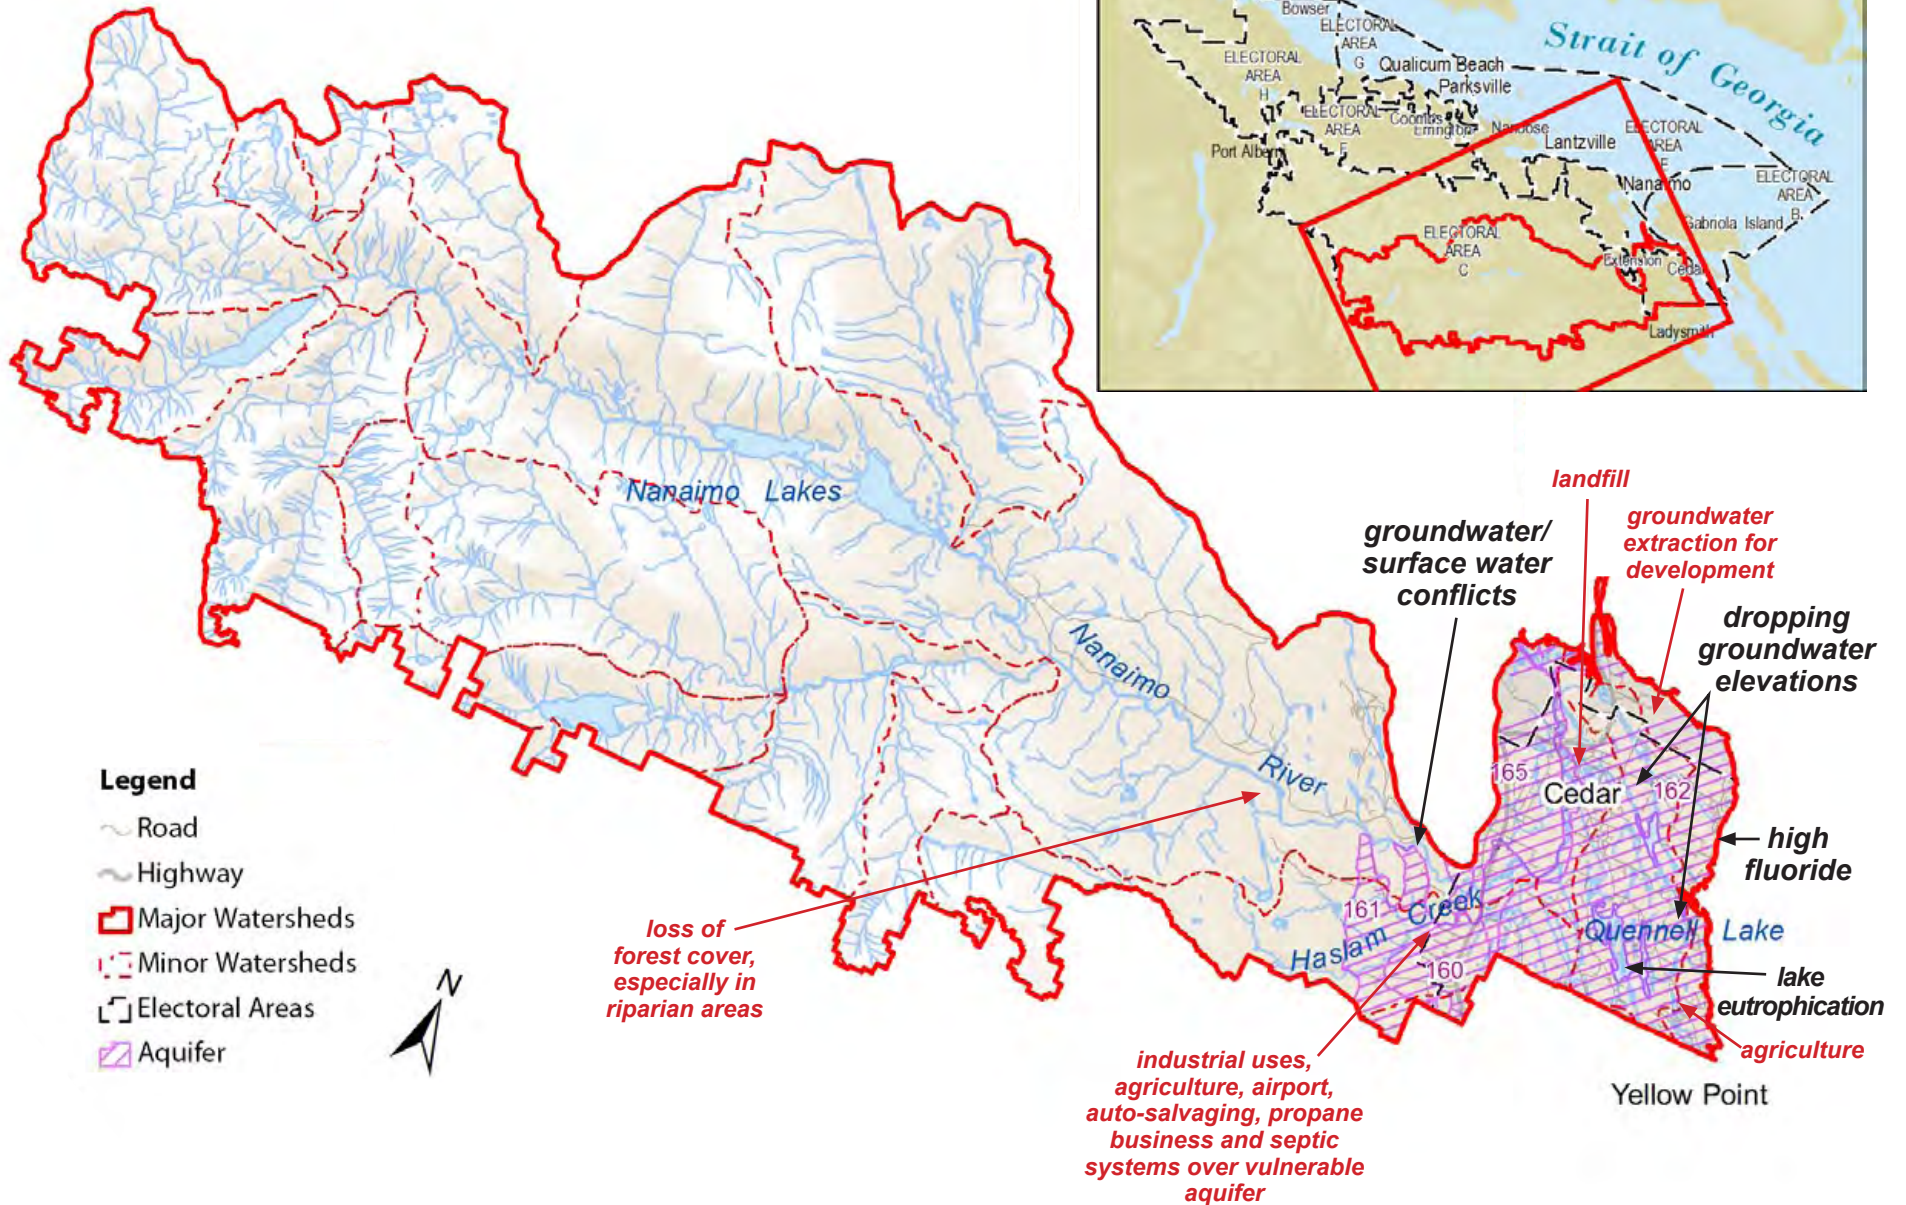 Bowser
ELECTORAL
AREA
G
Qualicum Beach
Parksville
ELECTORAL
AREA
H
ELECTORAL
AREA
F
Coombs
Errington
Nanoose
Port Alberni
Lantzville
ELECTORAL
AREA
E
Strait of Georgia
Nanaimo
ELECTORAL
AREA
B
Gabriola Island
ELECTORAL
AREA
C
Extension
Cedar
Ladysmith
Nanaimo Lakes
Nanaimo
River
Haslam
Creek
Quennell Lake
Cedar
165
162
161
160
Yellow Point
landfill
groundwater
extraction for
development
groundwater/
surface water
conflicts
dropping
groundwater
elevations
high
fluoride
lake
eutrophication
agriculture
loss of
forest cover,
especially in
riparian areas
industrial uses,
agriculture, airport,
auto-salvaging, propane
business and septic
systems over vulnerable
aquifer
Legend
Road
Highway
Major Watersheds
Minor Watersheds
Electoral Areas
Aquifer
N